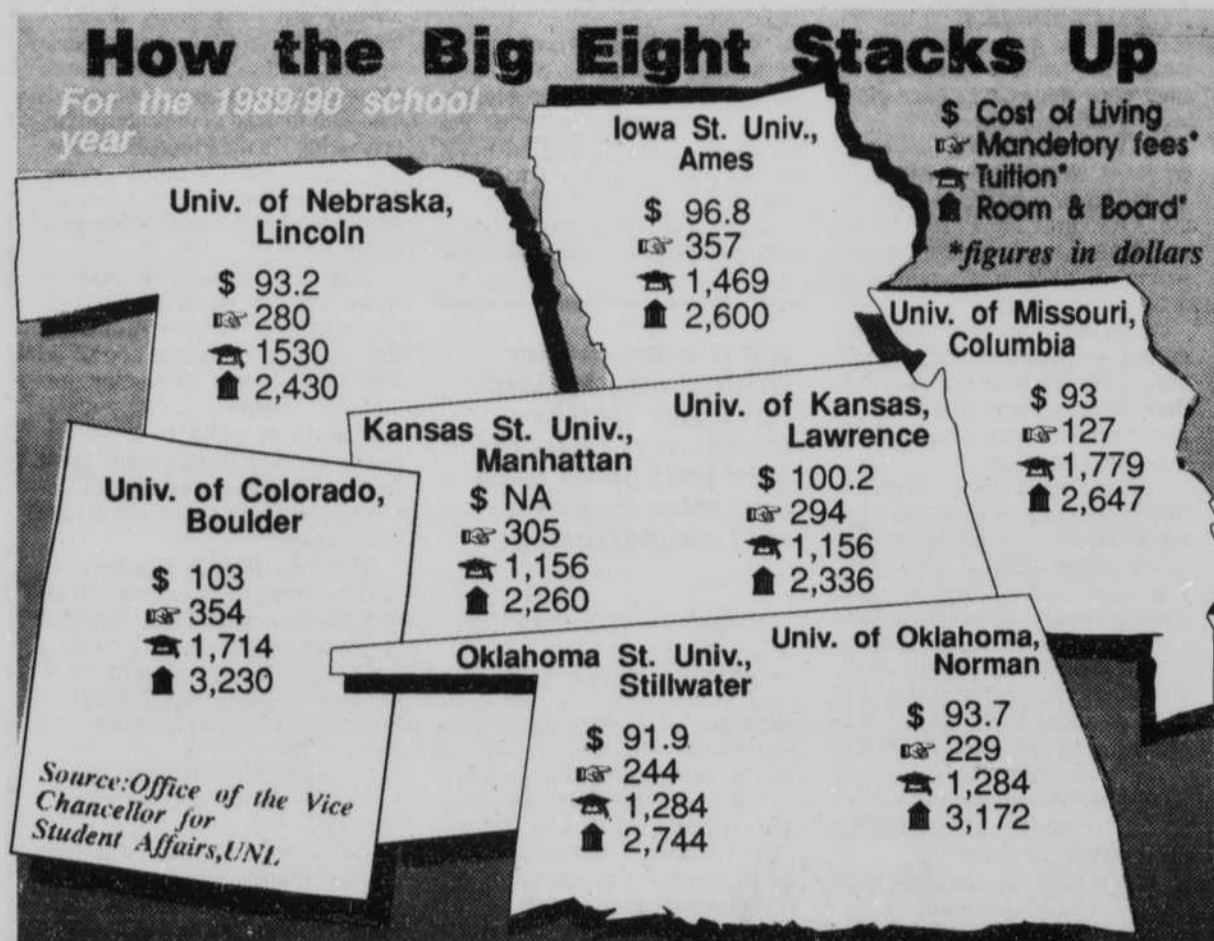 How the Big Eight Stacks Up
For the 1989/90 school
year
$ Cost of Living
Mandetory fees*
Tuition*
Room & Board*
*figures in dollars
Iowa St. Univ.,
Ames
$ 96.8
357
1,469
2,600
Univ. of Nebraska,
Lincoln
$ 93.2
280
1530
2,430
Univ. of Missouri,
Columbia
$ 93
127
1,779
2,647
Kansas St. Univ.,
Manhattan
$ NA
305
1,156
2,260
Univ. of Kansas,
Lawrence
$ 100.2
294
1,156
2,336
Univ. of Colorado,
Boulder
$ 103
354
1,714
3,230
Oklahoma St. Univ.,
Stillwater
$ 91.9
244
1,284
2,744
Univ. of Oklahoma,
Norman
$ 93.7
229
1,284
3,172
Source:Office of the Vice
Chancellor for
Student Affairs,UNL